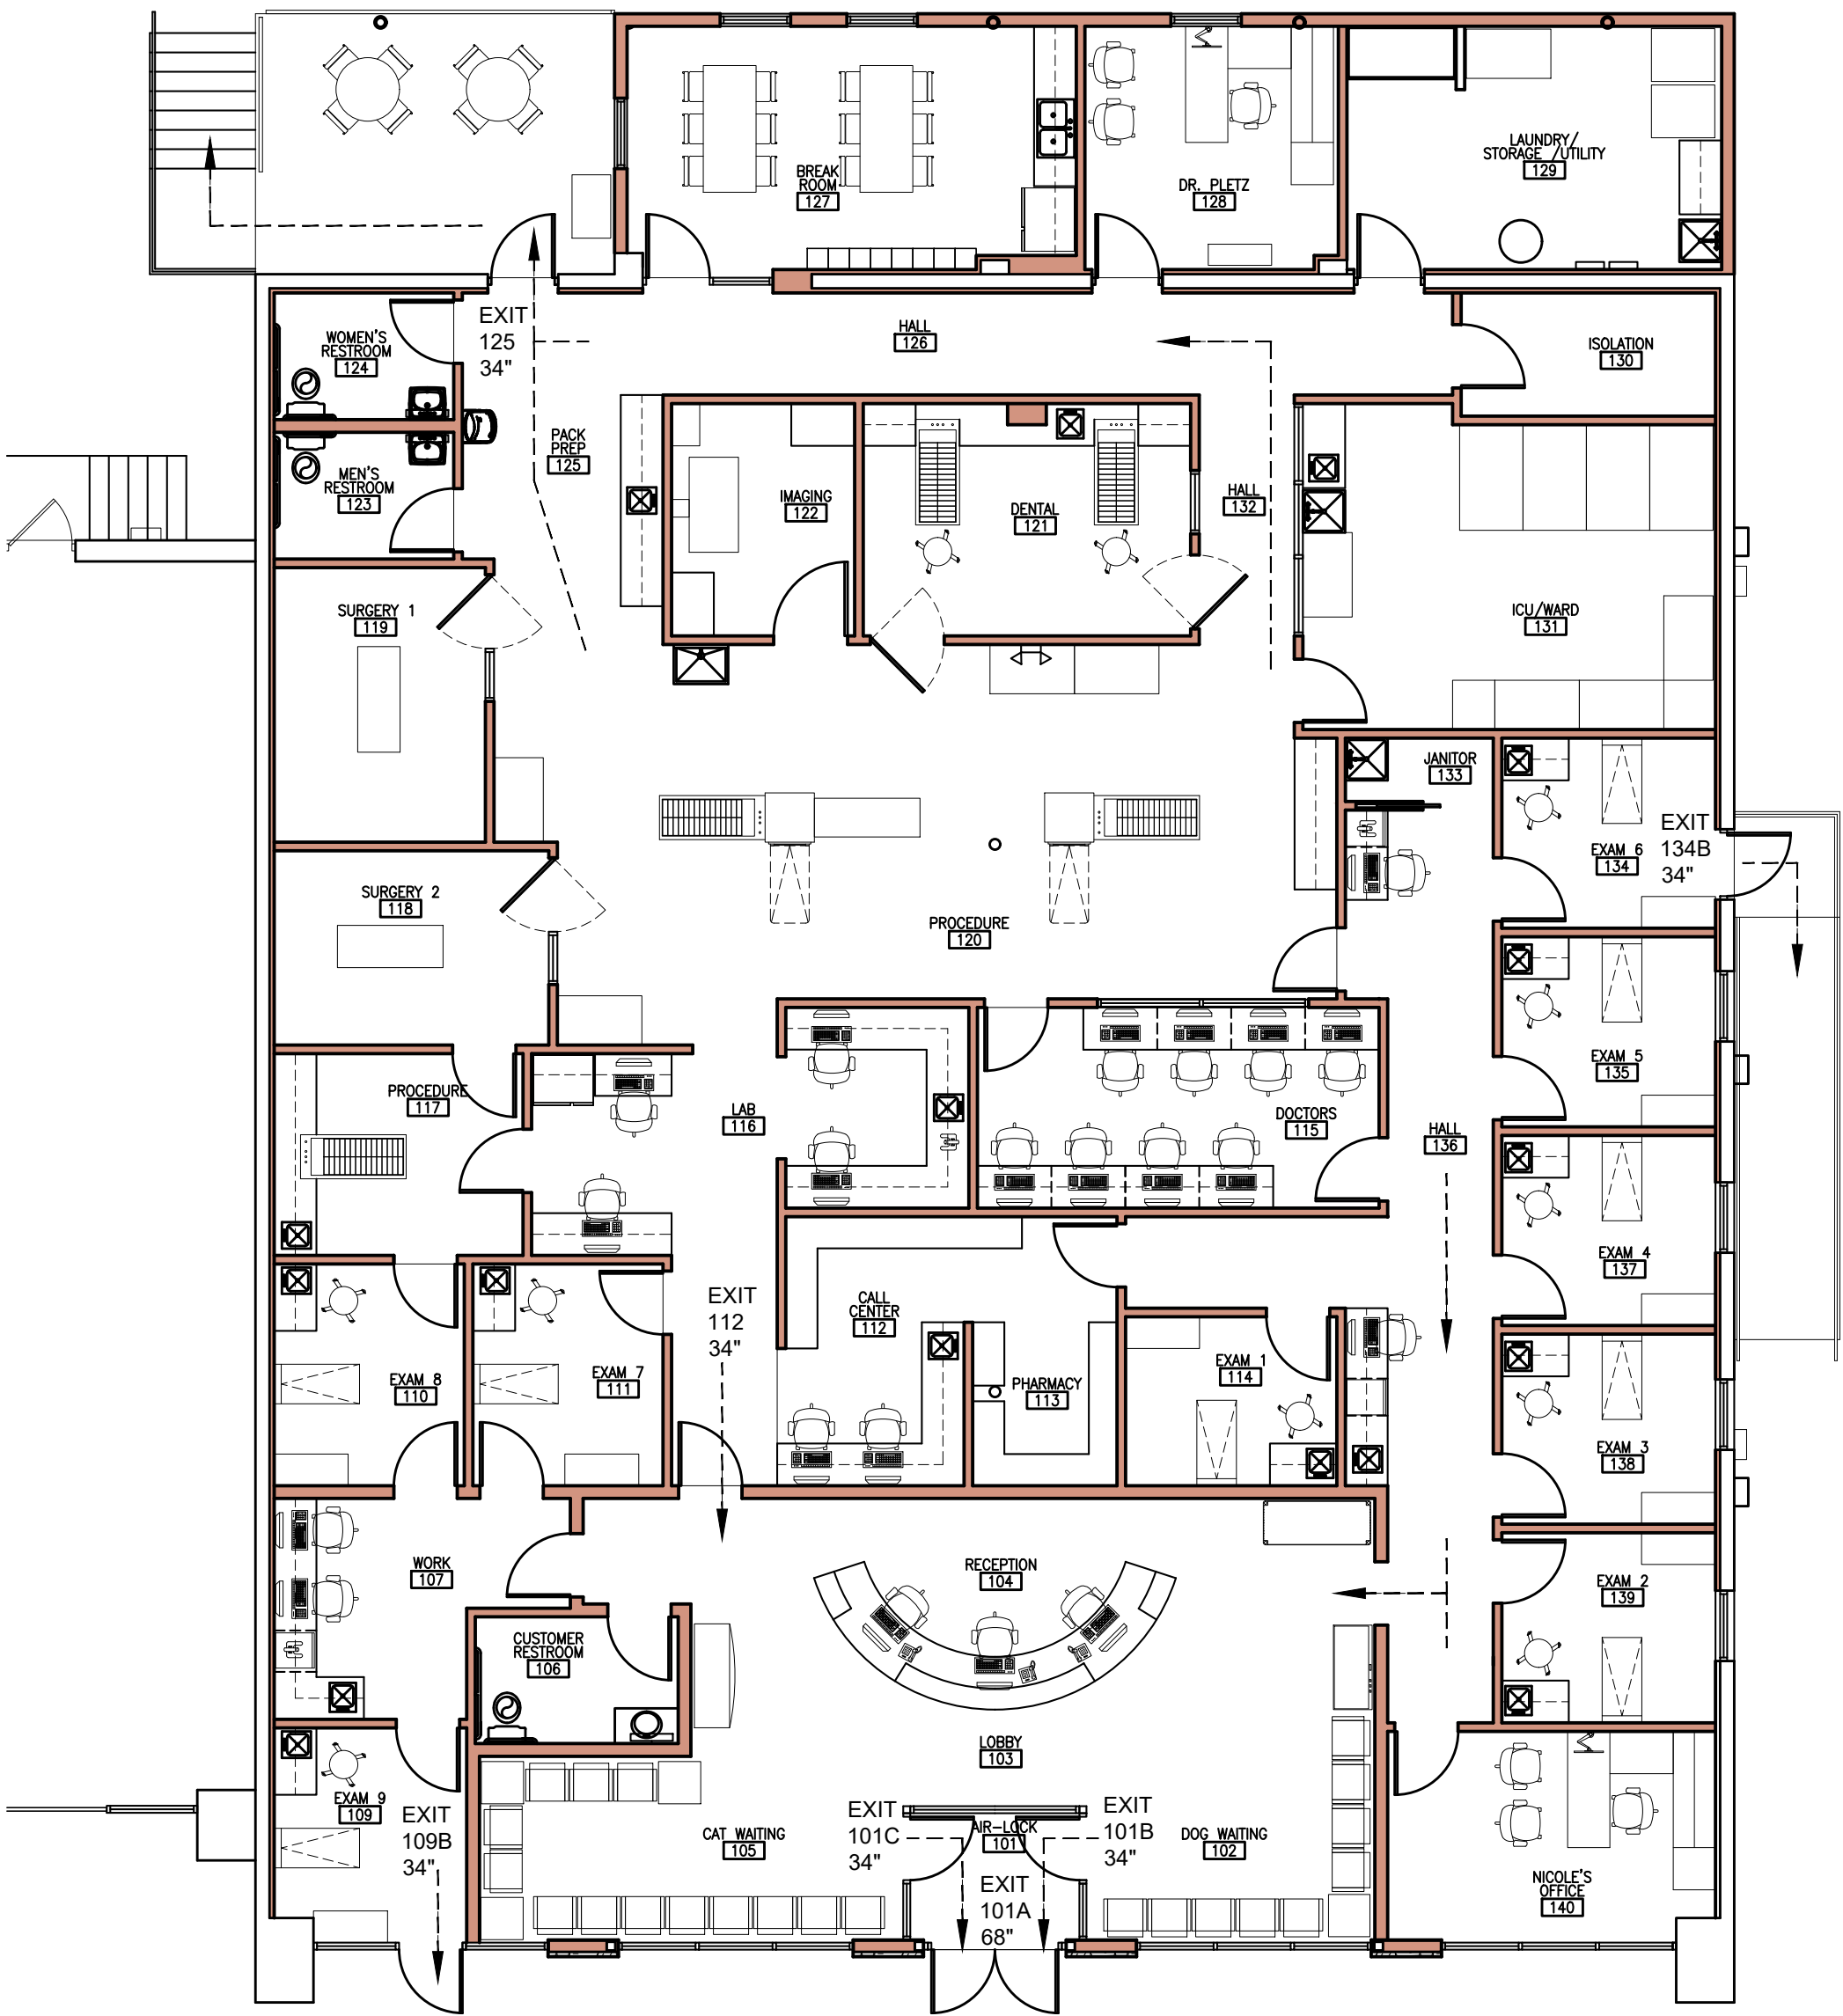 BREAK
ROOM
127
DR. PLETZ
128
LAUNDRY/
STORAGE /UTILITY
129
EXIT
125
34"
WOMEN'S
RESTROOM
124
HALL
126
ISOLATION
130
PACK
PREP
125
MEN'S
RESTROOM
123
IMAGING
122
DENTAL
121
HALL
132
SURGERY 1
119
ICU/WARD
131
JANITOR
133
EXAM 6
134
EXIT
134B
34"
SURGERY 2
118
PROCEDURE
120
EXAM 5
135
PROCEDURE
117
LAB
116
DOCTORS
115
HALL
136
EXAM 4
137
EXIT
112
34"
CALL
CENTER
112
EXAM 8
110
EXAM 7
111
PHARMACY
113
EXAM 1
114
EXAM 3
138
WORK
107
RECEPTION
104
EXAM 2
139
CUSTOMER
RESTROOM
106
LOBBY
103
EXAM 9
109
EXIT
109B
34"
CAT WAITING
105
EXIT
101C
34"
AIR-LOCK
101
EXIT
101B
34"
DOG WAITING
102
EXIT
101A
68"
NICOLE'S
OFFICE
140